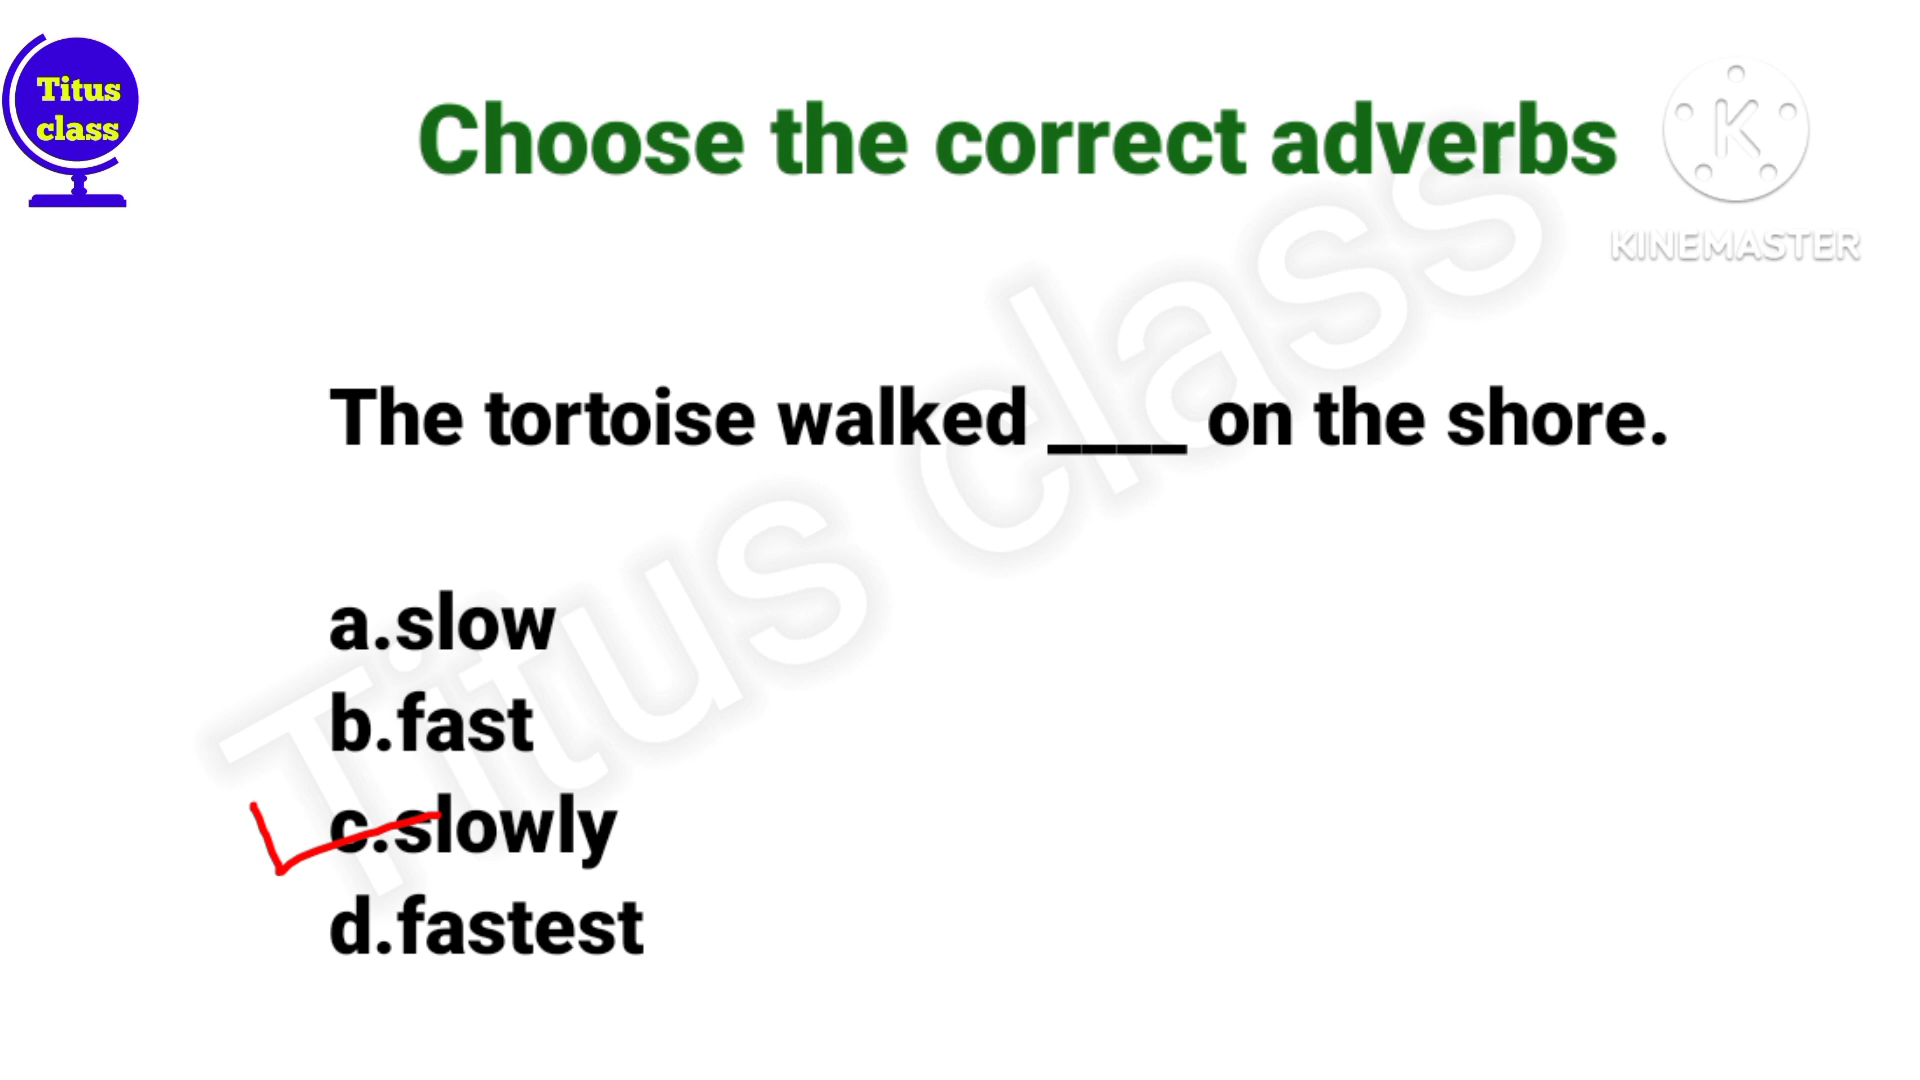 Titus
class
Choose the correct adverbs
K
KINEMASTER
The tortoise walked ____ on the shore.
Titus class
a.slow
b.fast
c.slowly
d.fastest